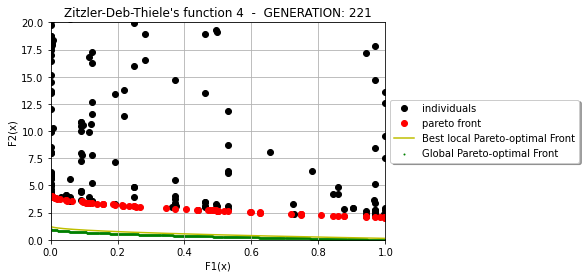 Zitzler-Deb-Thiele's function 4 - GENERATION: 221
F2(x)
20.0
17.5
15.0
12.5
10.0
7.5
5.0
2.5
0.0
0.0 0.2 0.4 0.6 0.8 1.0
F1(x)
individuals
pareto front
Best local Pareto-optimal Front
Global Pareto-optimal Front